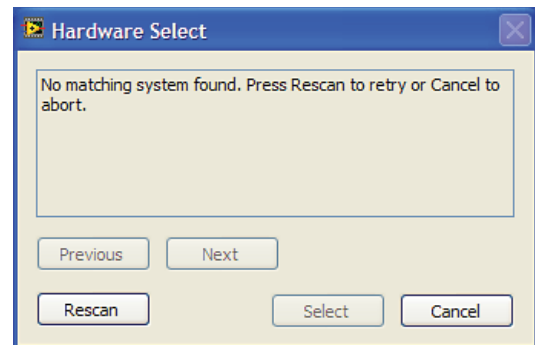 Hardware Select
No matching system found. Press Rescan to retry or Cancel to
abort.
Previous Next
Rescan Select Cancel